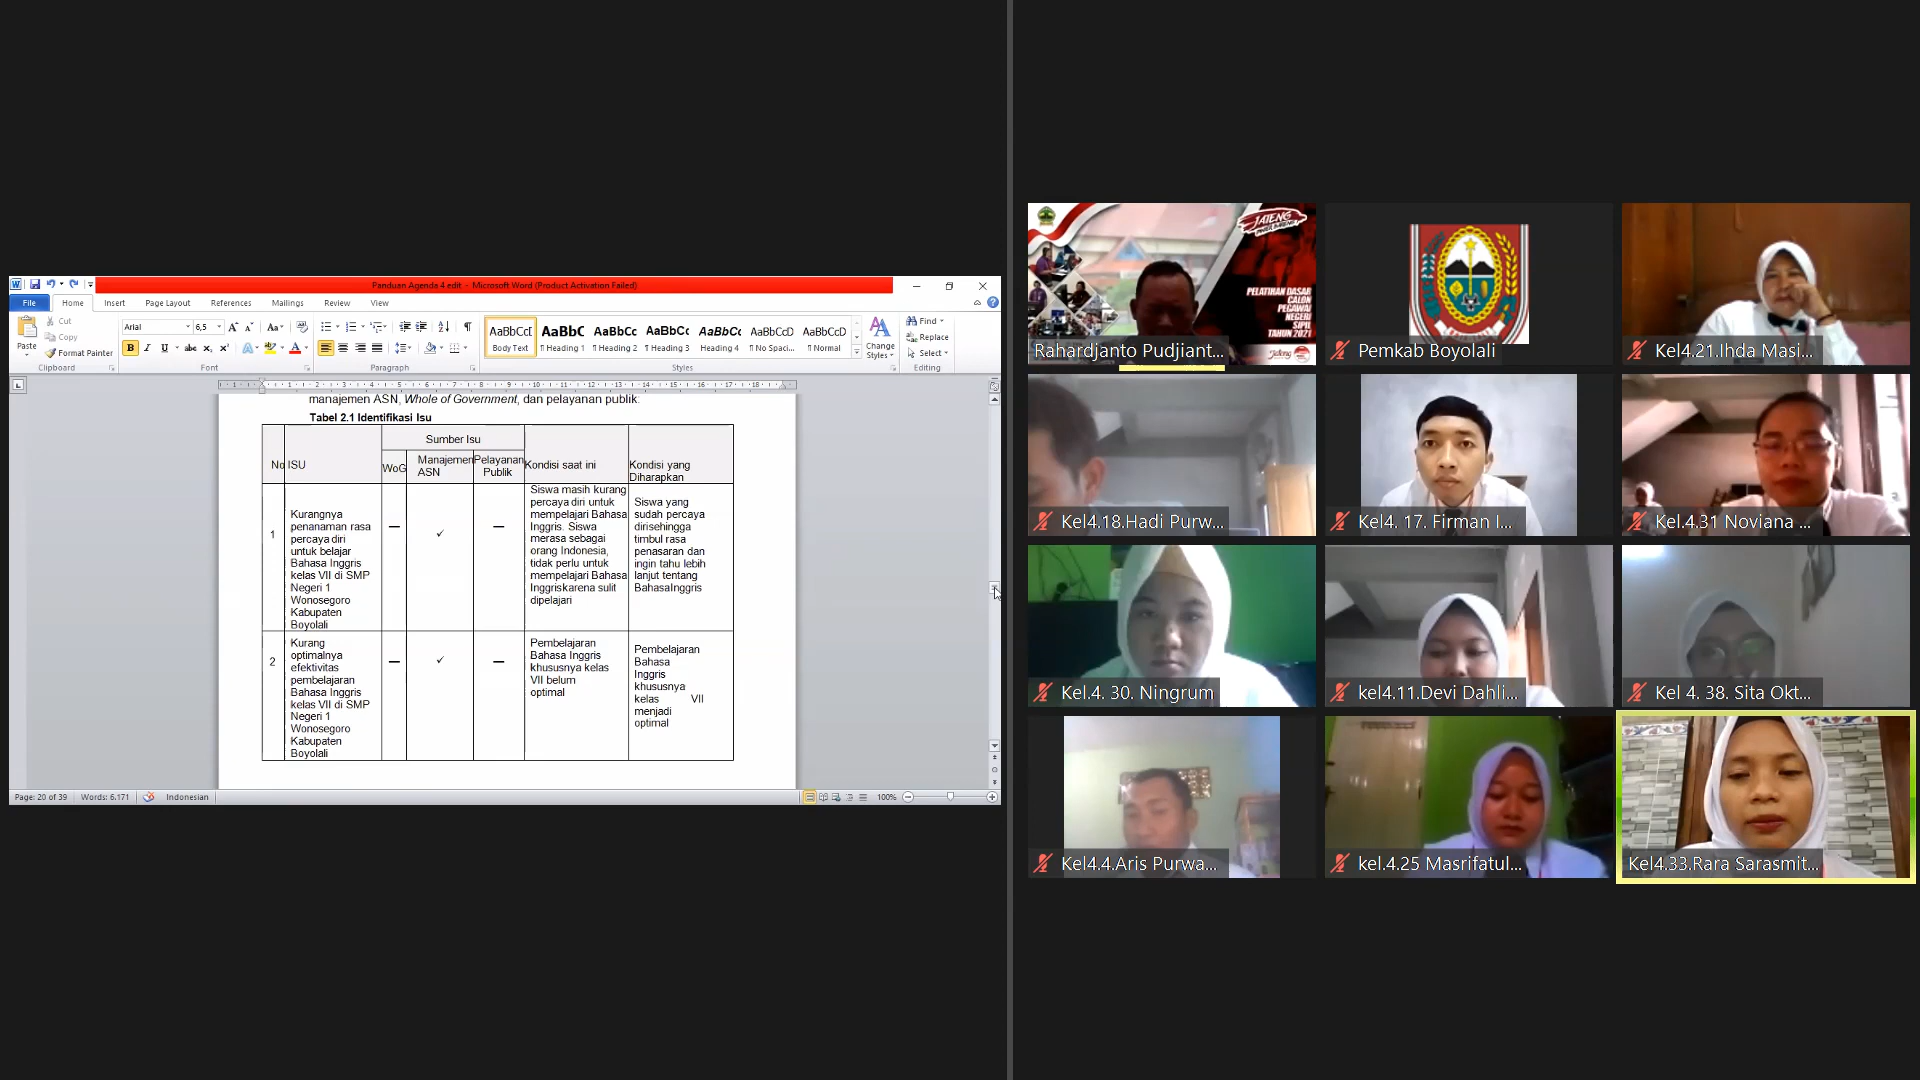 Panduan Agenda 4 edit - Microsoft Word (Product Activation Failed)
File Home Insert Page Layout References Mailings Review View
Paste
Cut
Copy
Format Painter
Clipboard
Arial 6,5
Font
Paragraph
AaBbCcI AaBbC AaBbCc AaBbCc AaBbCc AaBbCcD AaBbCcD
Body Text ¶ Heading 1 ¶ Heading 2 ¶ Heading 3 Heading 4 ¶ No Spaci... ¶ Normal
Change Styles
Styles
Find
Replace
Select
Editing
manajemen ASN, Whole of Government, dan pelayanan publik:
Tabel 2.1 Identifikasi Isu
No ISU
Sumber Isu
WoG
Manajemen
ASN
Pelayanan
Publik
Kondisi saat ini
Kondisi yang
Diharapkan
1
Kurangnya
penanaman rasa
percaya diri
untuk belajar
Bahasa Inggris
kelas VII di SMP
Negeri 1
Wonosegoro
Kabupaten
Boyolali
— ✓ —
Siswa masih kurang
percaya diri untuk
mempelajari Bahasa
Inggris. Siswa
merasa sebagai
orang Indonesia,
tidak perlu untuk
mempelajari Bahasa
Inggriskarena sulit
dipelajari
Siswa yang
sudah percaya
dirisehingga
timbul rasa
penasaran dan
ingin tahu lebih
lanjut tentang
BahasaInggris
2
Kurang
optimalnya
efektivitas
pembelajaran
Bahasa Inggris
kelas VII di SMP
Negeri 1
Wonosegoro
Kabupaten
Boyolali
— ✓ —
Pembelajaran
Bahasa Inggris
khususnya kelas
VII belum
optimal
Pembelajaran
Bahasa
Inggris
khususnya
kelas VII
menjadi
optimal
Page: 20 of 39 Words: 6.171 Indonesian 100%
JATENG
PELATIHAN DASAR
CALON
PEGAWAI
NEGERI
SIPIL
TAHUN 2021
Rahardjanto Pudjiant...
Pemkab Boyolali
Kel4.21.Ihda Masi...
Kel4.18.Hadi Purw...
Kel4. 17. Firman I...
Kel.4.31 Noviana ...
Kel.4. 30. Ningrum
kel4.11.Devi Dahli...
Kel 4. 38. Sita Okt...
Kel4.4.Aris Purwa...
kel.4.25 Masrifatul...
Kel4.33.Rara Sarasmit...